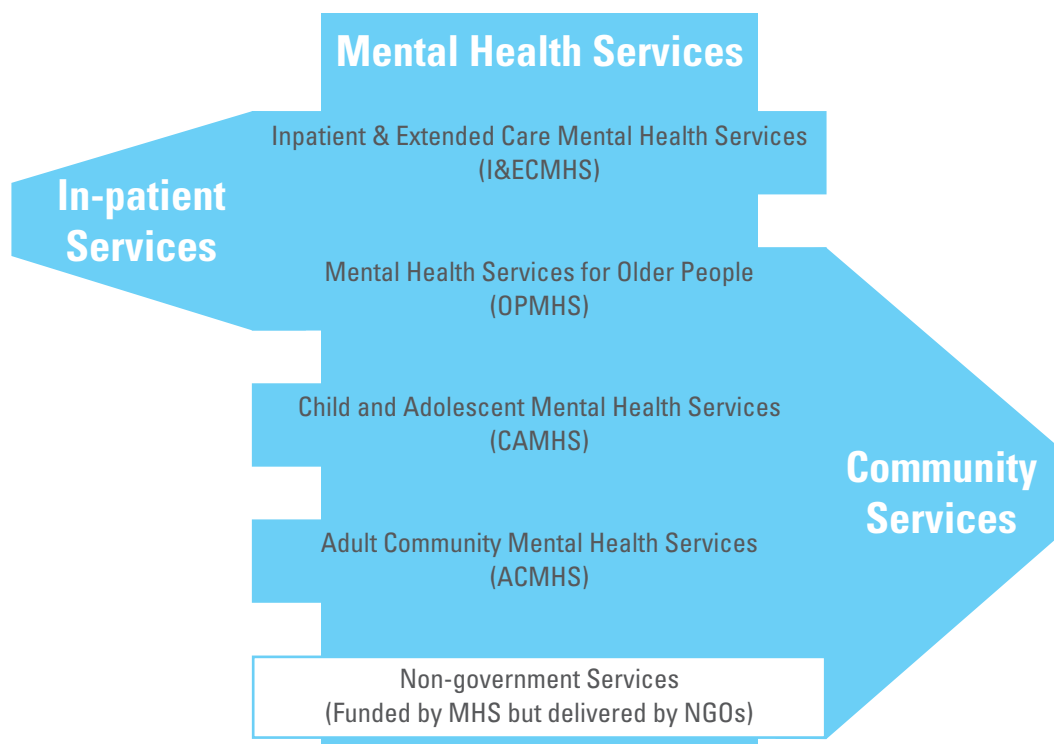 Mental Health Services
Inpatient & Extended Care Mental Health Services
(I&ECMHS)
In-patient
Services
Mental Health Services for Older People
(OPMHS)
Child and Adolescent Mental Health Services
(CAMHS)
Community
Services
Adult Community Mental Health Services
(ACMHS)
Non-government Services
(Funded by MHS but delivered by NGOs)